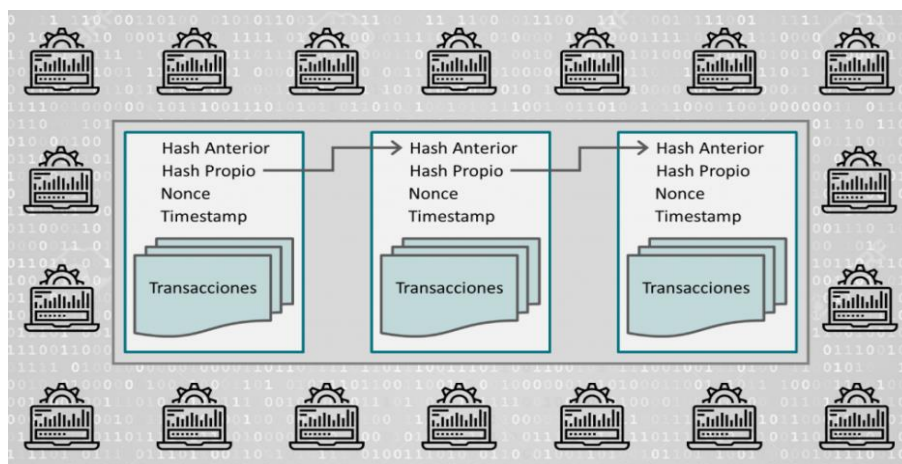 Hash Anterior
Hash Propio
Nonce
Timestamp
Transacciones
Hash Anterior
Hash Propio
Nonce
Timestamp
Transacciones
Hash Anterior
Hash Propio
Nonce
Timestamp
Transacciones